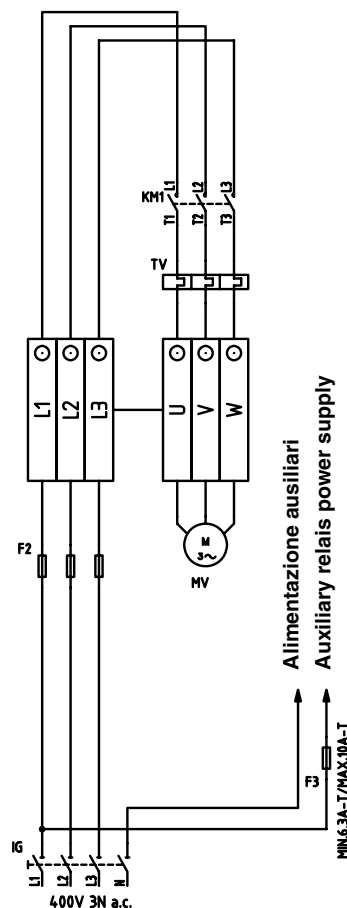 L1
L2
L3
KM1
T1
T2
T3
TV
L1
L2
L3
U
V
W
F2
M
3~
MV
Alimentazione ausiliari
Auxiliary relais power supply
F3
MIN.6.3A-T/MAX.10A-T
IG
L1
L2
L3
N
400V 3N a.c.